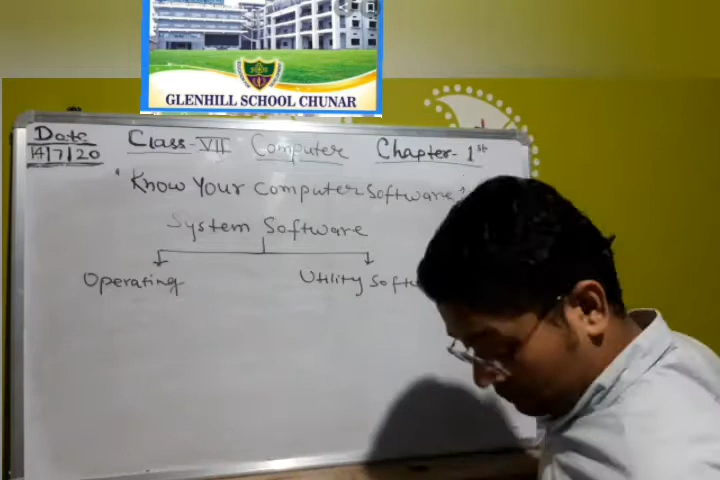 GLENHILL SCHOOL CHUNAR
Date
14/7/20
Class-VII Computer Chapter-1st
"Know Your Computer Software"
System Software
Operating
Utility Softw